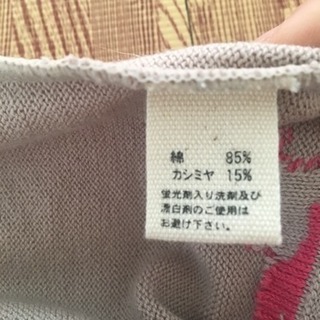 綿 85%
カシミヤ 15%
蛍光剤入り洗剤及び
漂白剤のご使用は
お避け下さい。